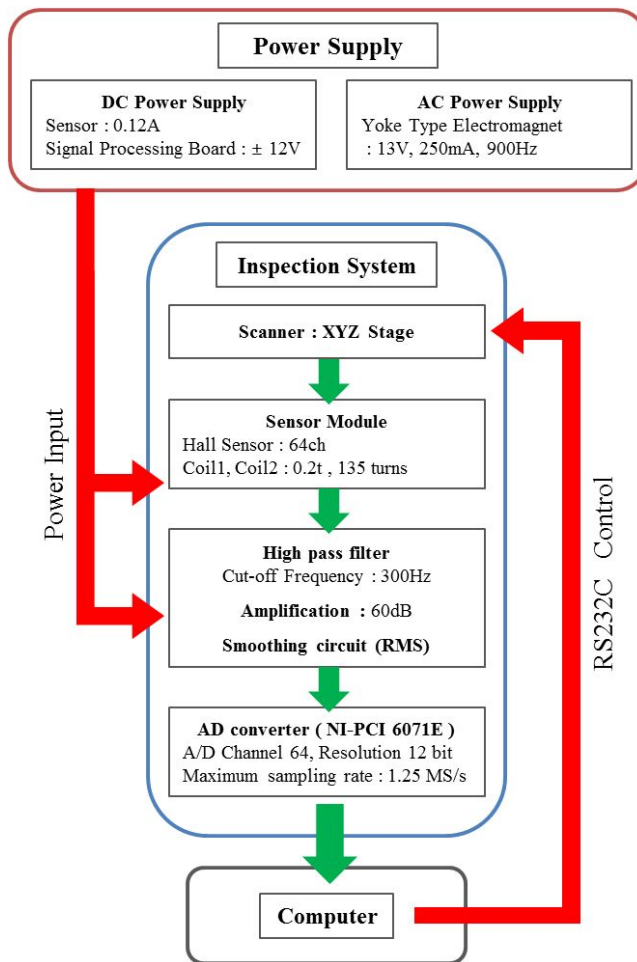 Power Supply
DC Power Supply
Sensor : 0.12A
Signal Processing Board : ± 12V
AC Power Supply
Yoke Type Electromagnet
: 13V, 250mA, 900Hz
Inspection System
Scanner : XYZ Stage
Sensor Module
Hall Sensor : 64ch
Coil1, Coil2 : 0.2t , 135 turns
High pass filter
Cut-off Frequency : 300Hz
Amplification : 60dB
Smoothing circuit (RMS)
AD converter ( NI-PCI 6071E )
A/D Channel 64, Resolution 12 bit
Maximum sampling rate : 1.25 MS/s
Computer
Power Input
RS232C Control